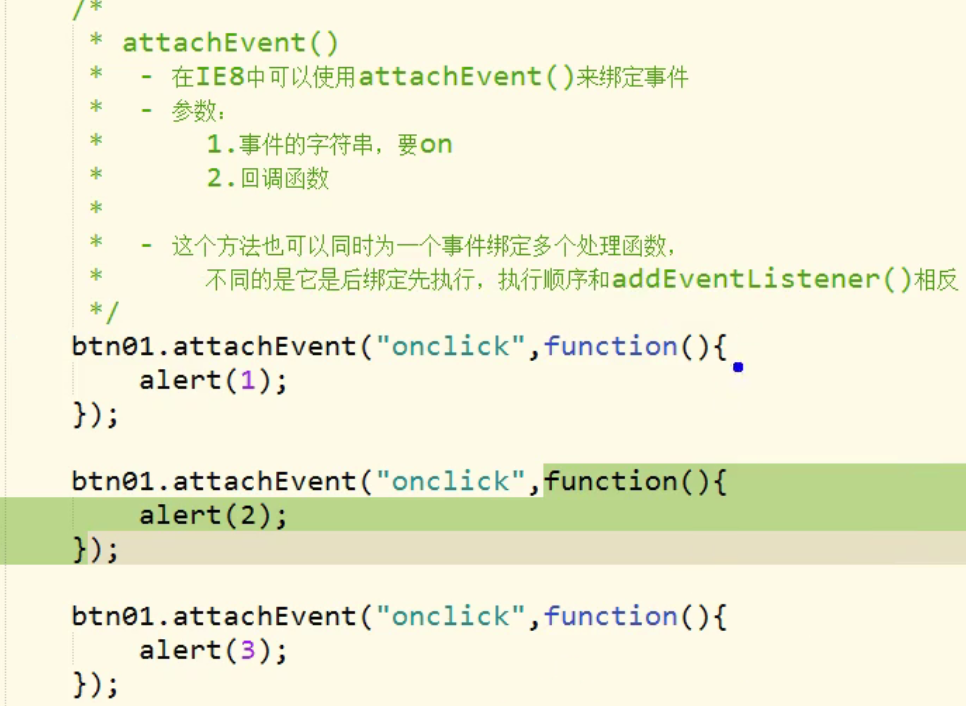 /*
 * attachEvent()
 *  - 在IE8中可以使用attachEvent()来绑定事件
 *  - 参数:
 *      1.事件的字符串, 要on
 *      2.回调函数
 *
 *  - 这个方法也可以同时为一个事件绑定多个处理函数,
 *      不同的是它是后绑定先执行, 执行顺序和addEventListener()相反
 */
btn01.attachEvent("onclick",function(){
    alert(1);
});
btn01.attachEvent("onclick",function(){
    alert(2);
});
btn01.attachEvent("onclick",function(){
    alert(3);
});